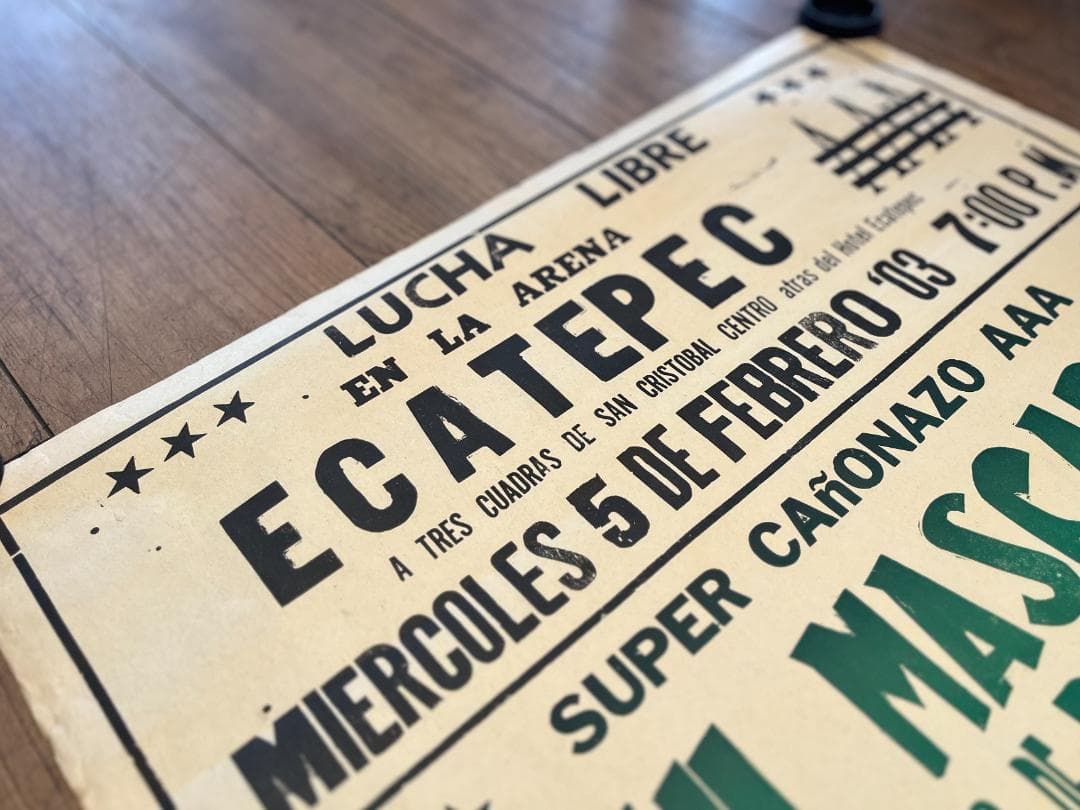 LUCHA LIBRE
EN LA ARENA
ECATEPEC
A TRES CUADRAS DE SAN CRISTOBAL CENTRO atras del Hotel Ecatepec
MIERCOLES 5 DE FEBRERO '03 7:00 P.M.
SUPER CAñONAZO AAA
DE